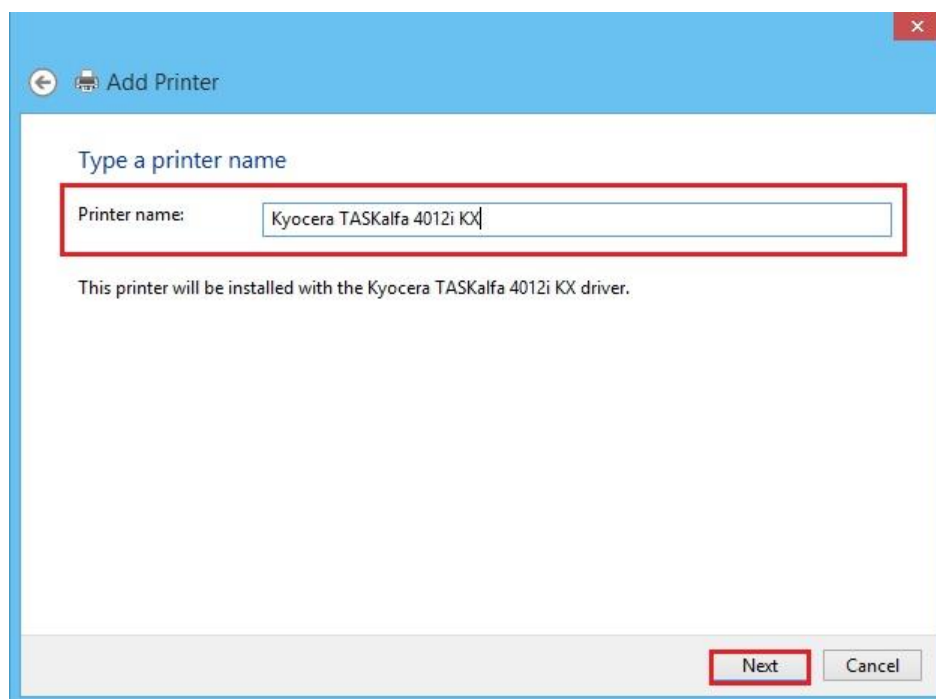 Add Printer
Type a printer name
Printer name: Kyocera TASKalfa 4012i KX
This printer will be installed with the Kyocera TASKalfa 4012i KX driver.
Next Cancel